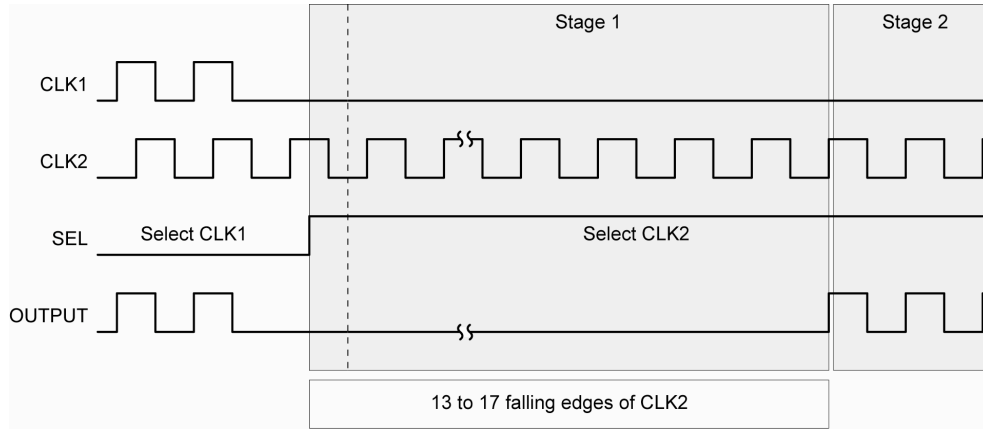 Stage 1
Stage 2
CLK1
CLK2
SEL
Select CLK1
Select CLK2
OUTPUT
13 to 17 falling edges of CLK2